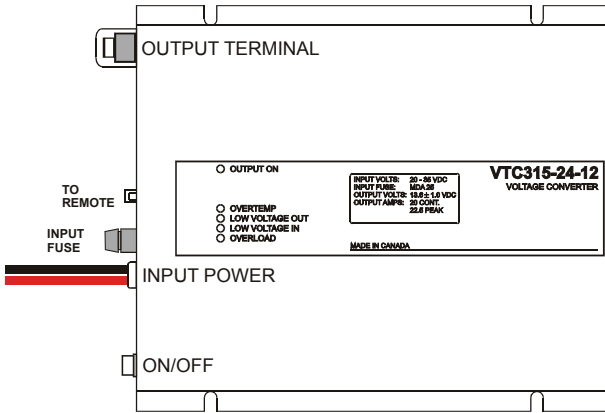 OUTPUT TERMINAL
OUTPUT ON
INPUT VOLTS: 20 - 35 VDC
INPUT FUSE: MDA 25
OUTPUT VOLTS: 13.6 ± 1.0 VDC
OUTPUT AMPS: 20 CONT.
22.5 PEAK
VTC315-24-12
VOLTAGE CONVERTER
TO
REMOTE
OVERTEMP
LOW VOLTAGE OUT
LOW VOLTAGE IN
OVERLOAD
INPUT
FUSE
MADE IN CANADA
INPUT POWER
ON/OFF